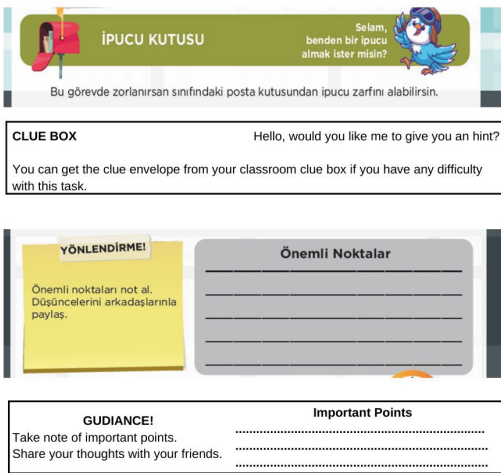 İPUCU KUTUSU
Selam,
benden bir ipucu
almak ister misin?
Bu görevde zorlanırsan sınıfındaki posta kutusundan ipucu zarfını alabilirsin.
CLUE BOX
Hello, would you like me to give you an hint?
You can get the clue envelope from your classroom clue box if you have any difficulty
with this task.
YÖNLENDİRME!
Önemli noktaları not al.
Düşüncelerini arkadaşlarınla
paylaş.
Önemli Noktalar
GUDIANCE!
Take note of important points.
Share your thoughts with your friends.
Important Points